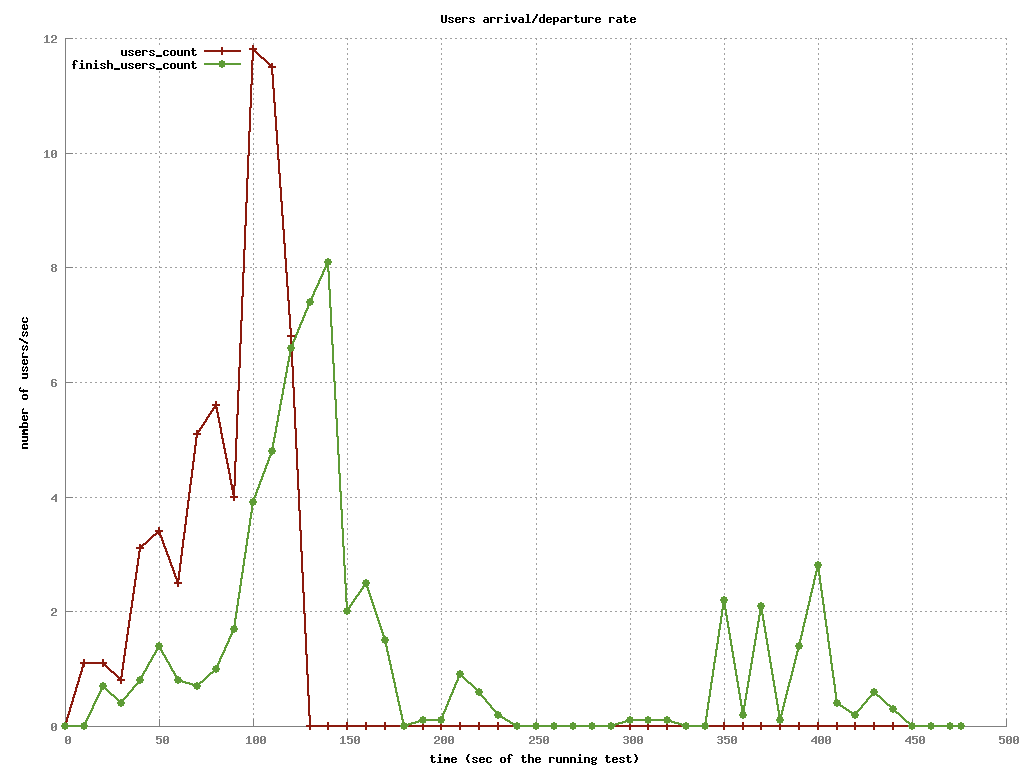 Users arrival/departure rate
users_count
finish_users_count
12
10
8
6
4
2
0
number of users/sec
0 50 100 150 200 250 300 350 400 450 500
time (sec of the running test)